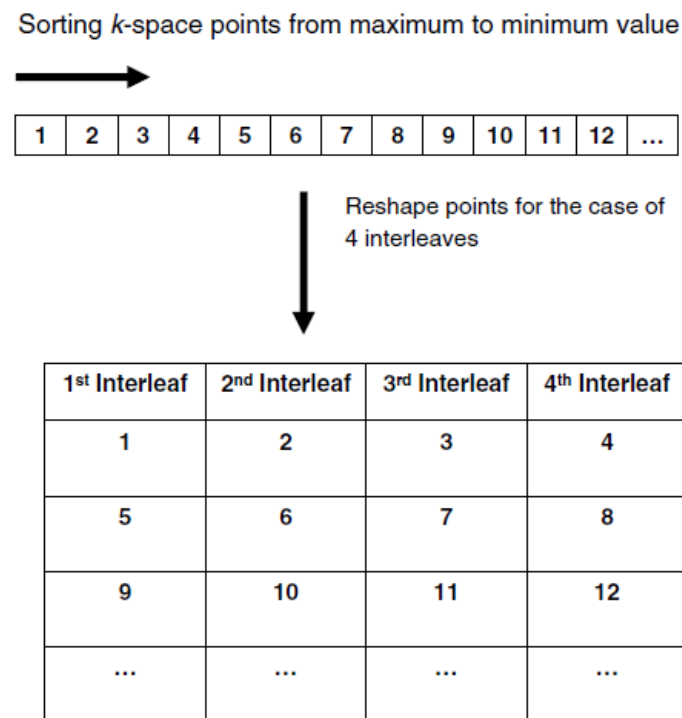 Sorting k-space points from maximum to minimum value
1 2 3 4 5 6 7 8 9 10 11 12 ...
Reshape points for the case of
4 interleaves
1st Interleaf 2nd Interleaf 3rd Interleaf 4th Interleaf
1 2 3 4
5 6 7 8
9 10 11 12
... ... ... ...